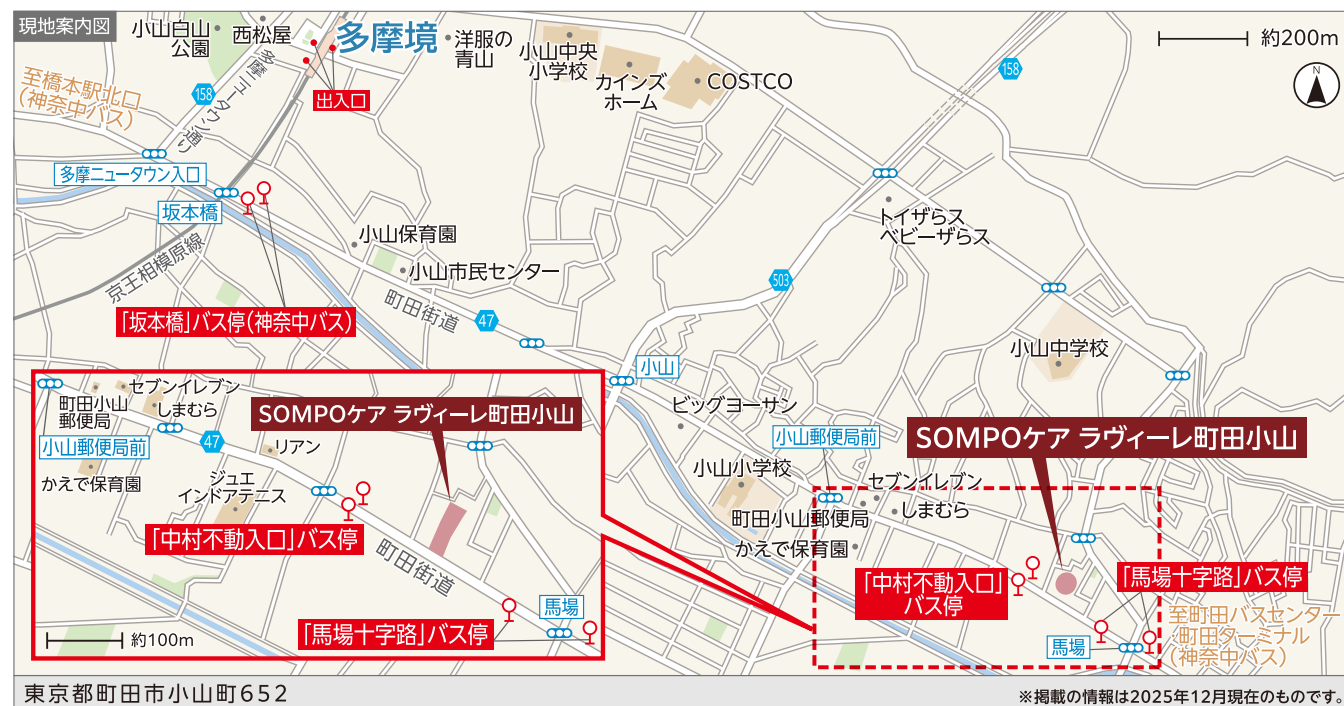 現地案内図
小山白山
公園
西松屋
多摩境
洋服の
青山
小山中央
小学校
カインズ
ホーム
COSTCO
158
約200m
N
至橋本駅北口
(神奈中バス)
158
多摩ニュータウン通り
出入口
多摩ニュータウン入口
坂本橋
京王相模原線
小山保育園
小山市民センター
トイザらス
ベビーザらス
503
「坂本橋」バス停(神奈中バス)
町田街道
47
小山
小山中学校
ビッグヨーサン
小山郵便局前
SOMPOケア ラヴィーレ町田小山
小山小学校
セブンイレブン
しまむら
町田小山郵便局
かえで保育園
「中村不動入口」
バス停
「馬場十字路」バス停
馬場
至町田バスセンター
・町田ターミナル
(神奈中バス)
セブンイレブン
しまむら
町田小山
郵便局
SOMPOケア ラヴィーレ町田小山
小山郵便局前
47
リアン
かえで保育園
ジュエ
インドアテニス
「中村不動入口」バス停
町田街道
馬場
「馬場十字路」バス停
約100m
東京都町田市小山町652
※掲載の情報は2025年12月現在のものです。